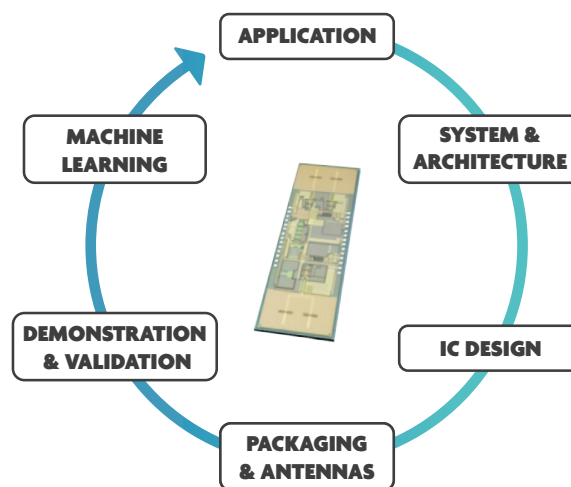 APPLICATION
SYSTEM &
ARCHITECTURE
IC DESIGN
PACKAGING
& ANTENNAS
DEMONSTRATION
& VALIDATION
MACHINE
LEARNING